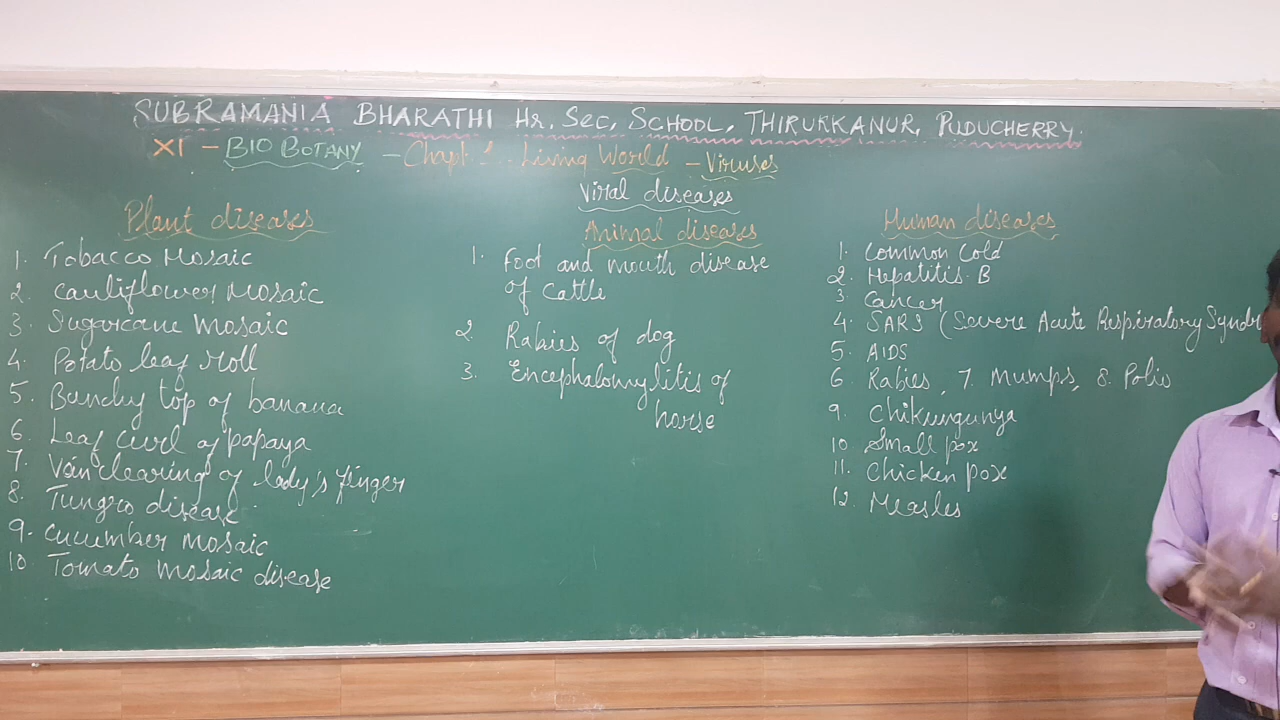 SUBRAMANIA BHARATHI Hr. Sec, SCHOOL, THIRUKKANUR, PUDUCHERRY.
XI - BIO BOTANY - Chapt. 1. Living World - Viruses
Viral diseases
Plant diseases
1. Tobacco Mosaic
2. Cauliflower Mosaic
3. Sugarcane Mosaic
4. Potato leaf roll
5. Bunchy top of banana
6. Leaf curl of papaya
7. Vein clearing of lady's finger
8. Tungro disease
9. Cucumber mosaic
10. Tomato mosaic disease
Animal diseases
1. Foot and mouth disease
of Cattle
2. Rabies of dog
3. Encephalomylitis of
horse
Human diseases
1. Common Cold
2. Hepatitis. B
3. Cancer
4. SARS (Severe Acute Respiratory Syndr
5. AIDS
6. Rabies, 7. Mumps, 8. Polio
9. Chikungunya
10. Small pox
11. Chicken pox
12. Measles